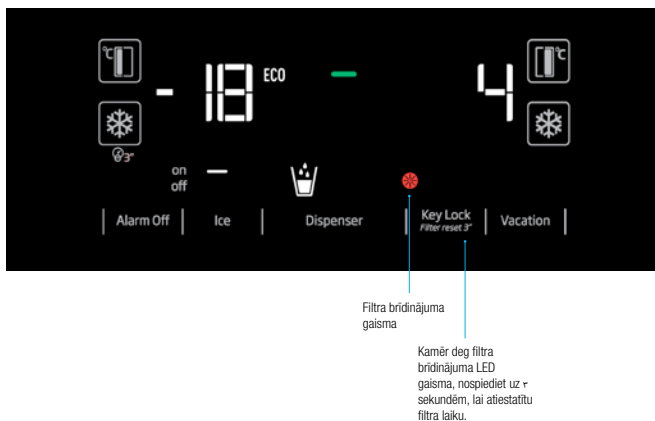 °C °C
- 18 ECO 4
3"
on
off
Alarm Off Ice Dispenser Key Lock Vacation
Filter reset 3"
Filtra brīdinājuma
gaisma
Kamēr deg filtra
brīdinājuma LED
gaisma, nospiediet uz ۳
sekundēm, lai atiestatītu
filtra laiku.